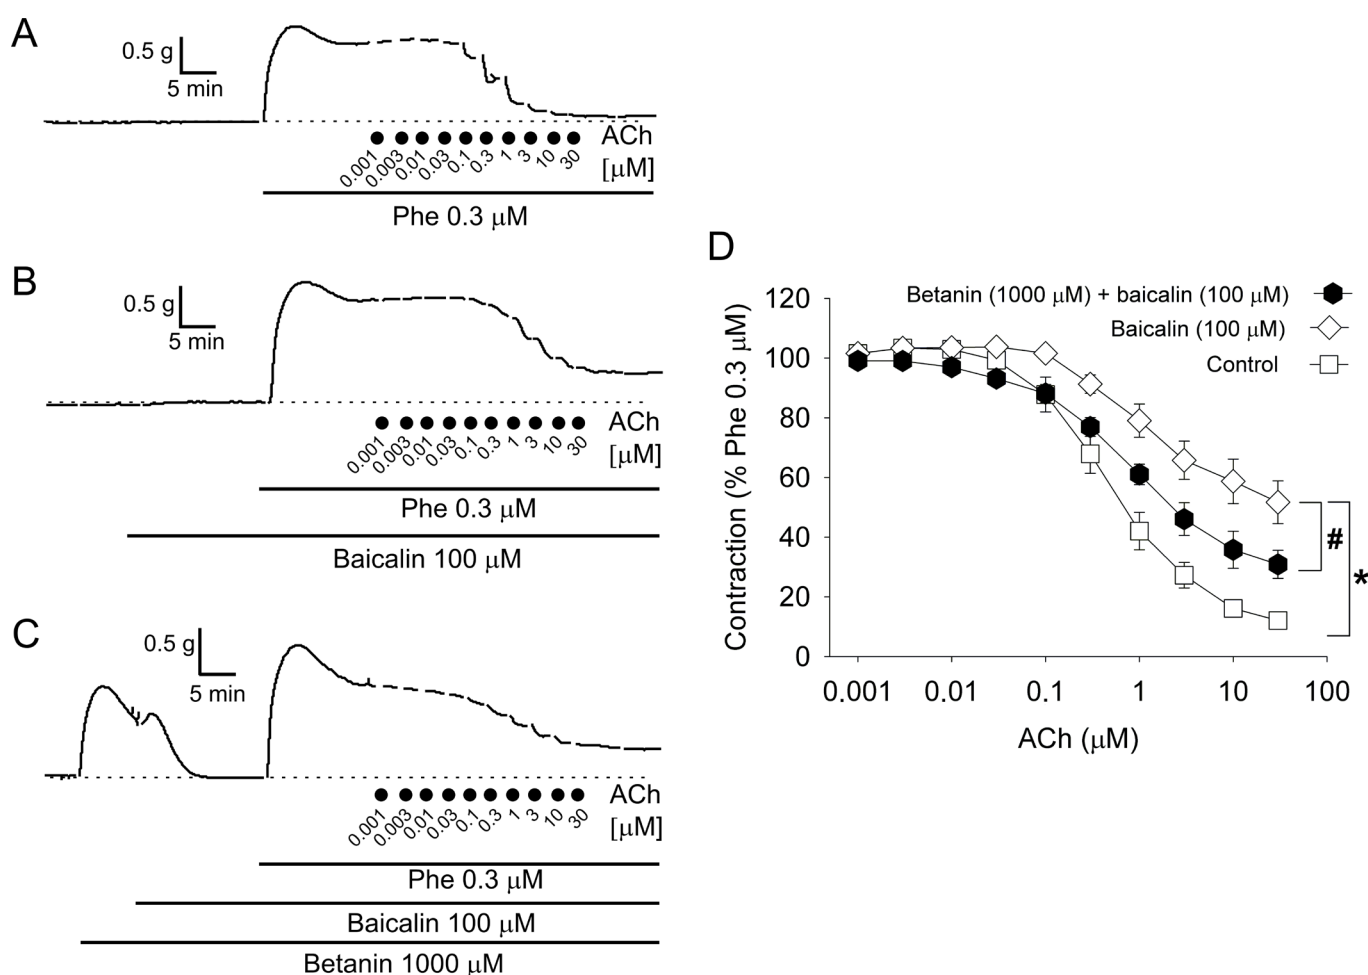 A
0.5 g
5 min
ACh
0.001 0.003 0.01 0.03 0.1 0.3 1 3 10 30
[μM]
Phe 0.3 μM
B
0.5 g
5 min
ACh
0.001 0.003 0.01 0.03 0.1 0.3 1 3 10 30
[μM]
Phe 0.3 μM
Baicalin 100 μM
C
0.5 g
5 min
ACh
0.001 0.003 0.01 0.03 0.1 0.3 1 3 10 30
[μM]
Phe 0.3 μM
Baicalin 100 μM
Betanin 1000 μM
D
Contraction (% Phe 0.3 μM)
120
100
80
60
40
20
0
Betanin (1000 μM) + baicalin (100 μM)
Baicalin (100 μM)
Control
#
*
0.001 0.01 0.1 1 10 100
ACh (μM)